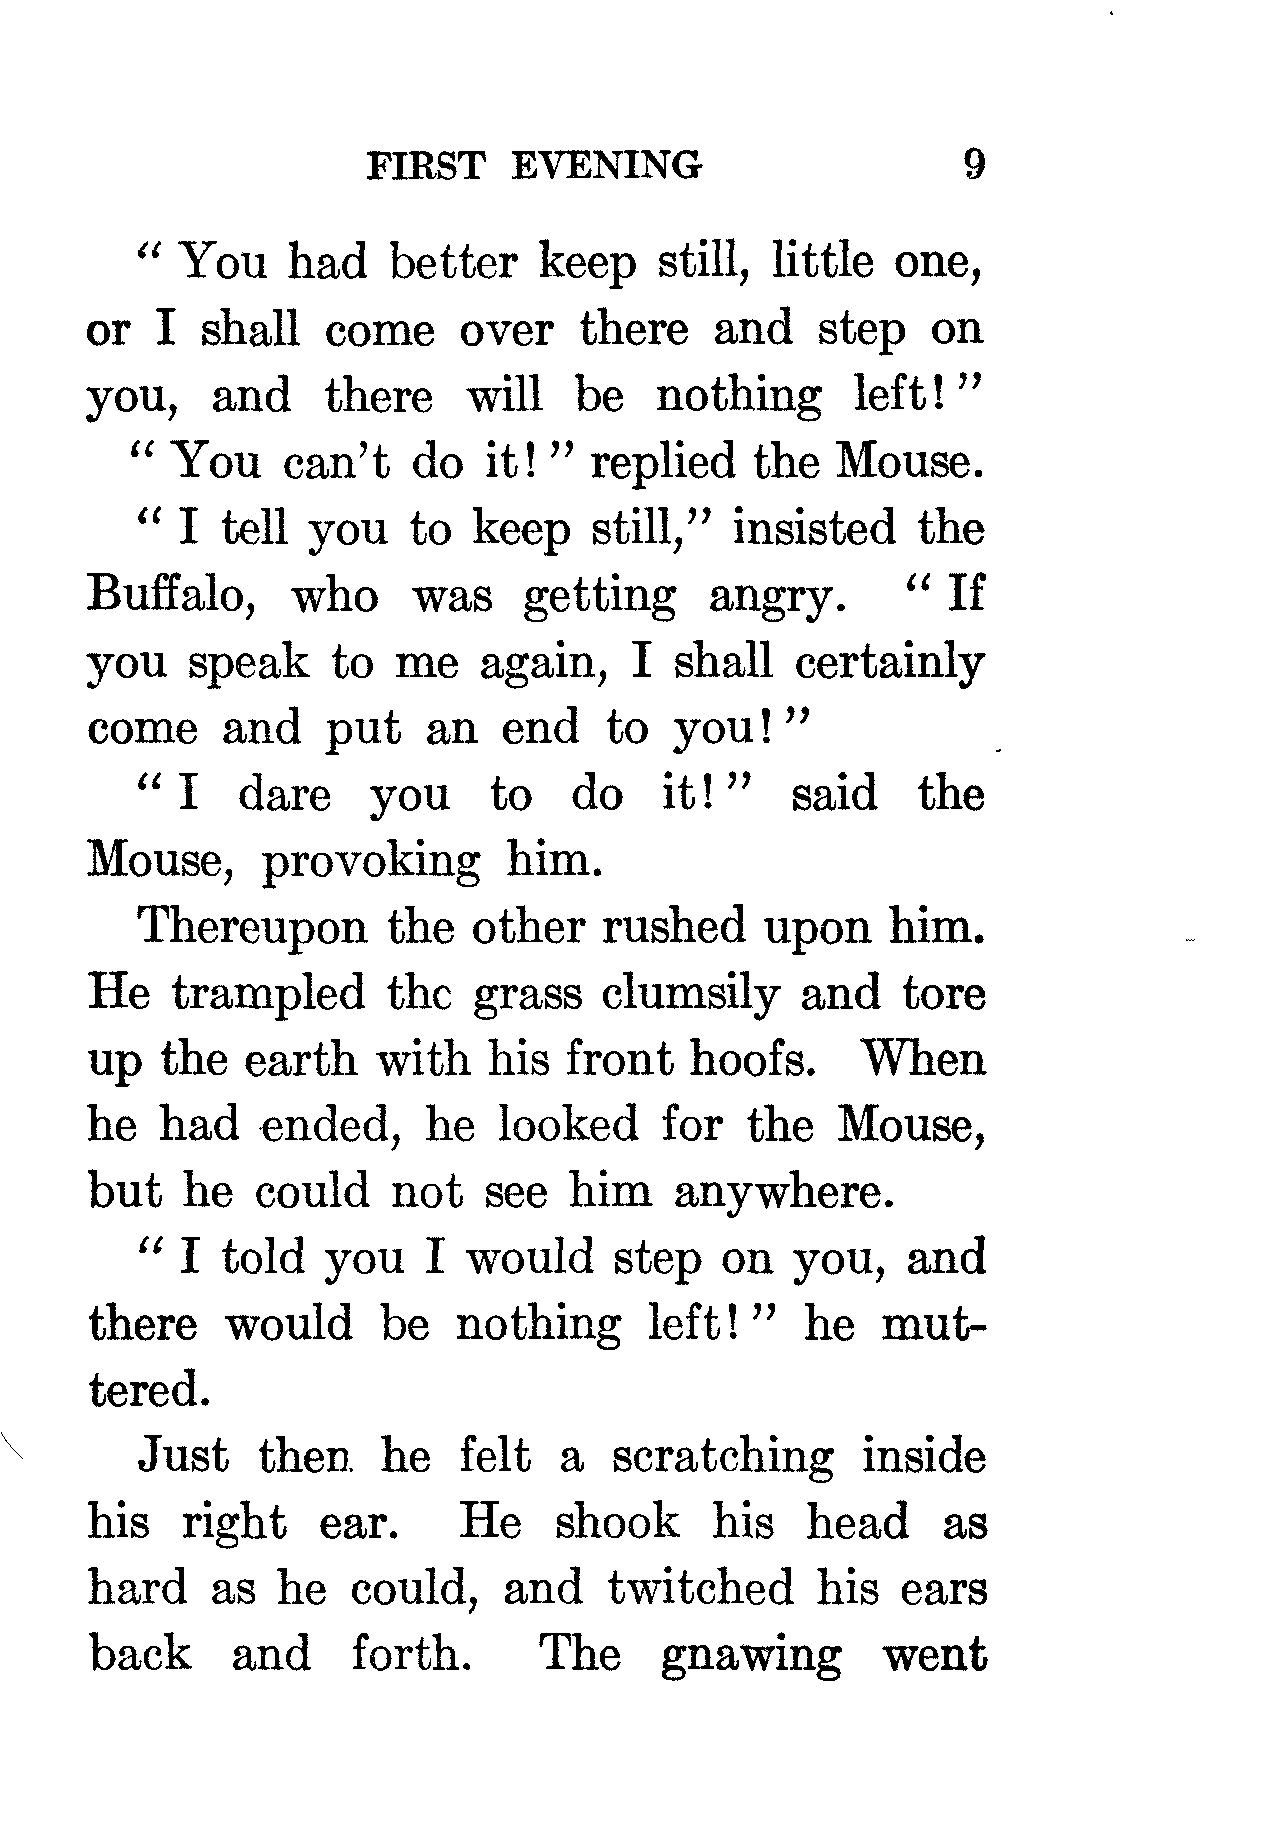 FIRST EVENING 9
“ You had better keep still, little one,
or I shall come over there and step on
you, and there will be nothing left! ”
“ You can’t do it! ” replied the Mouse.
“ I tell you to keep still,” insisted the
Buffalo, who was getting angry. “ If
you speak to me again, I shall certainly
come and put an end to you! ”
“ I dare you to do it! ” said the
Mouse, provoking him.
Thereupon the other rushed upon him.
He trampled the grass clumsily and tore
up the earth with his front hoofs. When
he had ended, he looked for the Mouse,
but he could not see him anywhere.
“ I told you I would step on you, and
there would be nothing left! ” he mut-
tered.
Just then he felt a scratching inside
his right ear. He shook his head as
hard as he could, and twitched his ears
back and forth. The gnawing went